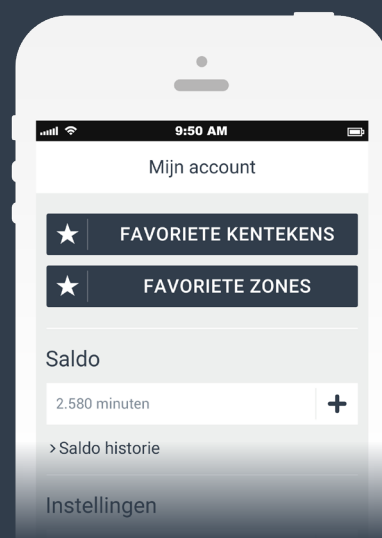 9:50 AM
Mijn account
FAVORIETE KENTEKENS
FAVORIETE ZONES
Saldo
2.580 minuten
Saldo historie
Instellingen